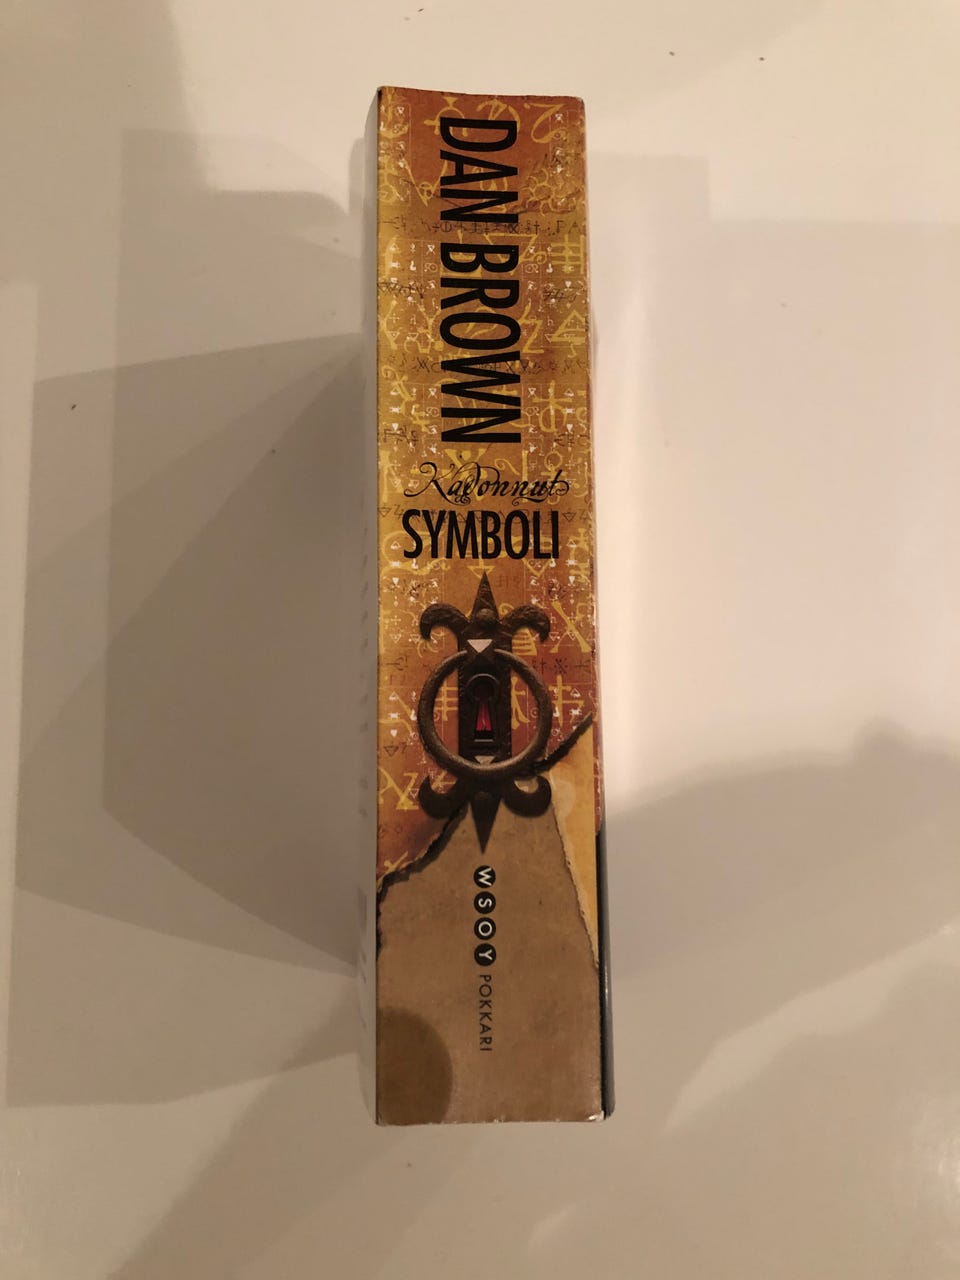 DAN BROWN
Kadonnut
SYMBOLI
WSOY POKKARI